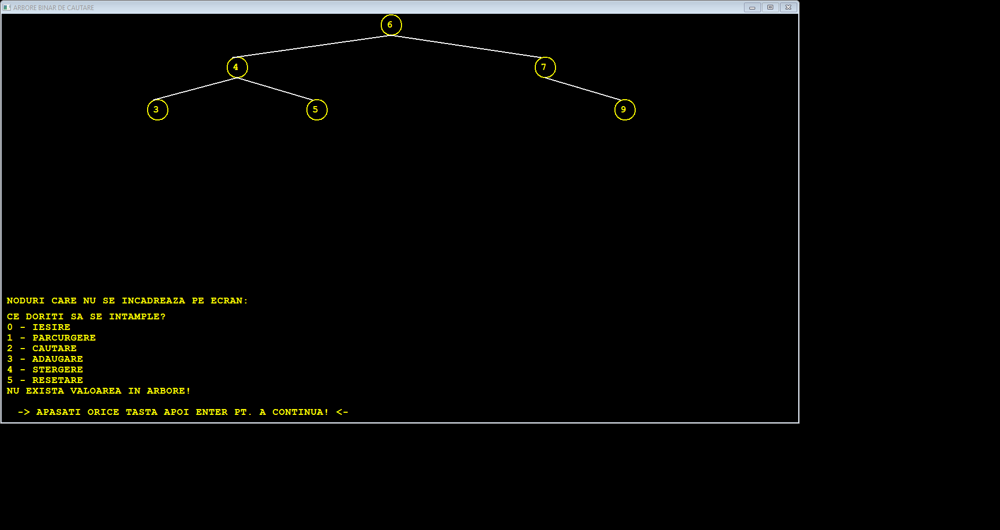 ARBORE BINAR DE CAUTARE
6
4 7
3 5 9
NODURI CARE NU SE INCADREAZA PE ECRAN:
CE DORITI SA SE INTAMPLE?
0 - IESIRE
1 - PARCURGERE
2 - CAUTARE
3 - ADAUGARE
4 - STERGERE
5 - RESETARE
NU EXISTA VALOAREA IN ARBORE!
-> APASATI ORICE TASTA APOI ENTER PT. A CONTINUA! <-